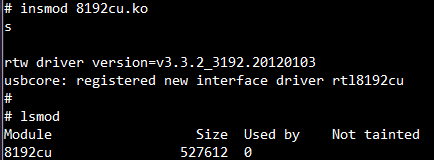 # insmod 8192cu.ko
s
rtw driver version=v3.3.2_3192.20120103
usbcore: registered new interface driver rtl8192cu
#
# lsmod
Module Size Used by Not tainted
8192cu 527612 0